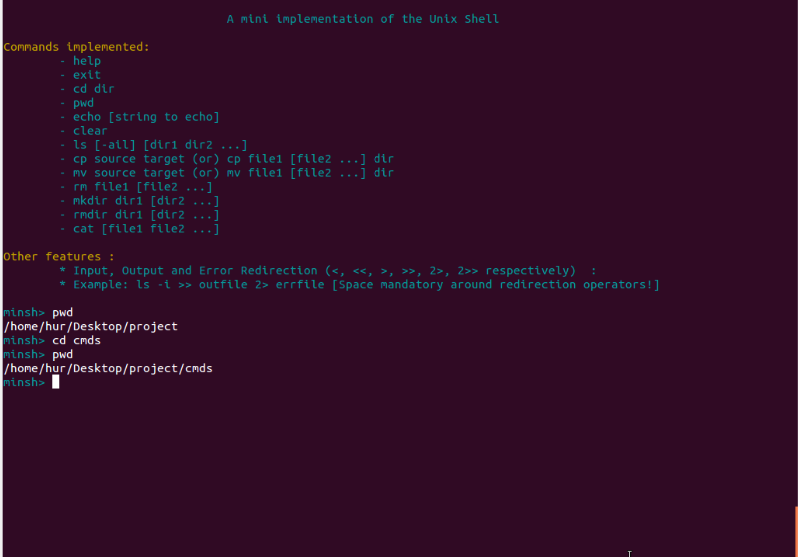 A mini implementation of the Unix Shell
Commands implemented:
- help
- exit
- cd dir
- pwd
- echo [string to echo]
- clear
- ls [-ail] [dir1 dir2 ...]
- cp source target (or) cp file1 [file2 ...] dir
- mv source target (or) mv file1 [file2 ...] dir
- rm file1 [file2 ...]
- mkdir dir1 [dir2 ...]
- rmdir dir1 [dir2 ...]
- cat [file1 file2 ...]
Other features :
* Input, Output and Error Redirection (<, <<, >, >>, 2>, 2>> respectively)  :
* Example: ls -i >> outfile 2> errfile [Space mandatory around redirection operators!]
minsh> pwd
/home/hur/Desktop/project
minsh> cd cmds
minsh> pwd
/home/hur/Desktop/project/cmds
minsh>